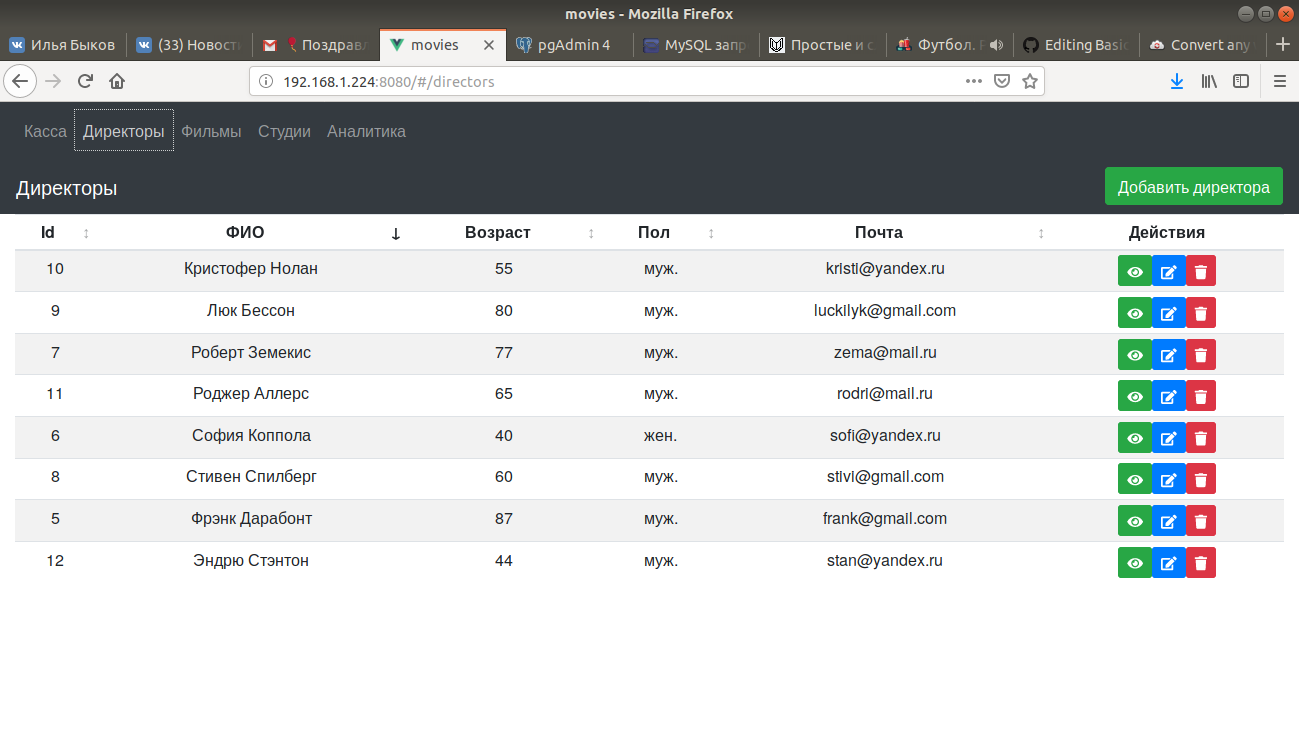 movies - Mozilla Firefox
Илья Быков
(33) Новост
Поздрав
movies
pgAdmin 4
MySQL зап
Простые и с
Футбол.
Editing Basic
Convert any
192.168.1.224:8080/#/directors
Касса Директоры Фильмы Студии Аналитика
Директоры
Добавить директора
Id ФИО Возраст Пол Почта Действия
10 Кристофер Нолан 55 муж. kristi@yandex.ru
9 Люк Бессон 80 муж. luckilyk@gmail.com
7 Роберт Земекис 77 муж. zema@mail.ru
11 Роджер Аллерс 65 муж. rodri@mail.ru
6 София Коппола 40 жен. sofi@yandex.ru
8 Стивен Спилберг 60 муж. stivi@gmail.com
5 Фрэнк Дарабонт 87 муж. frank@gmail.com
12 Эндрю Стэнтон 44 муж. stan@yandex.ru